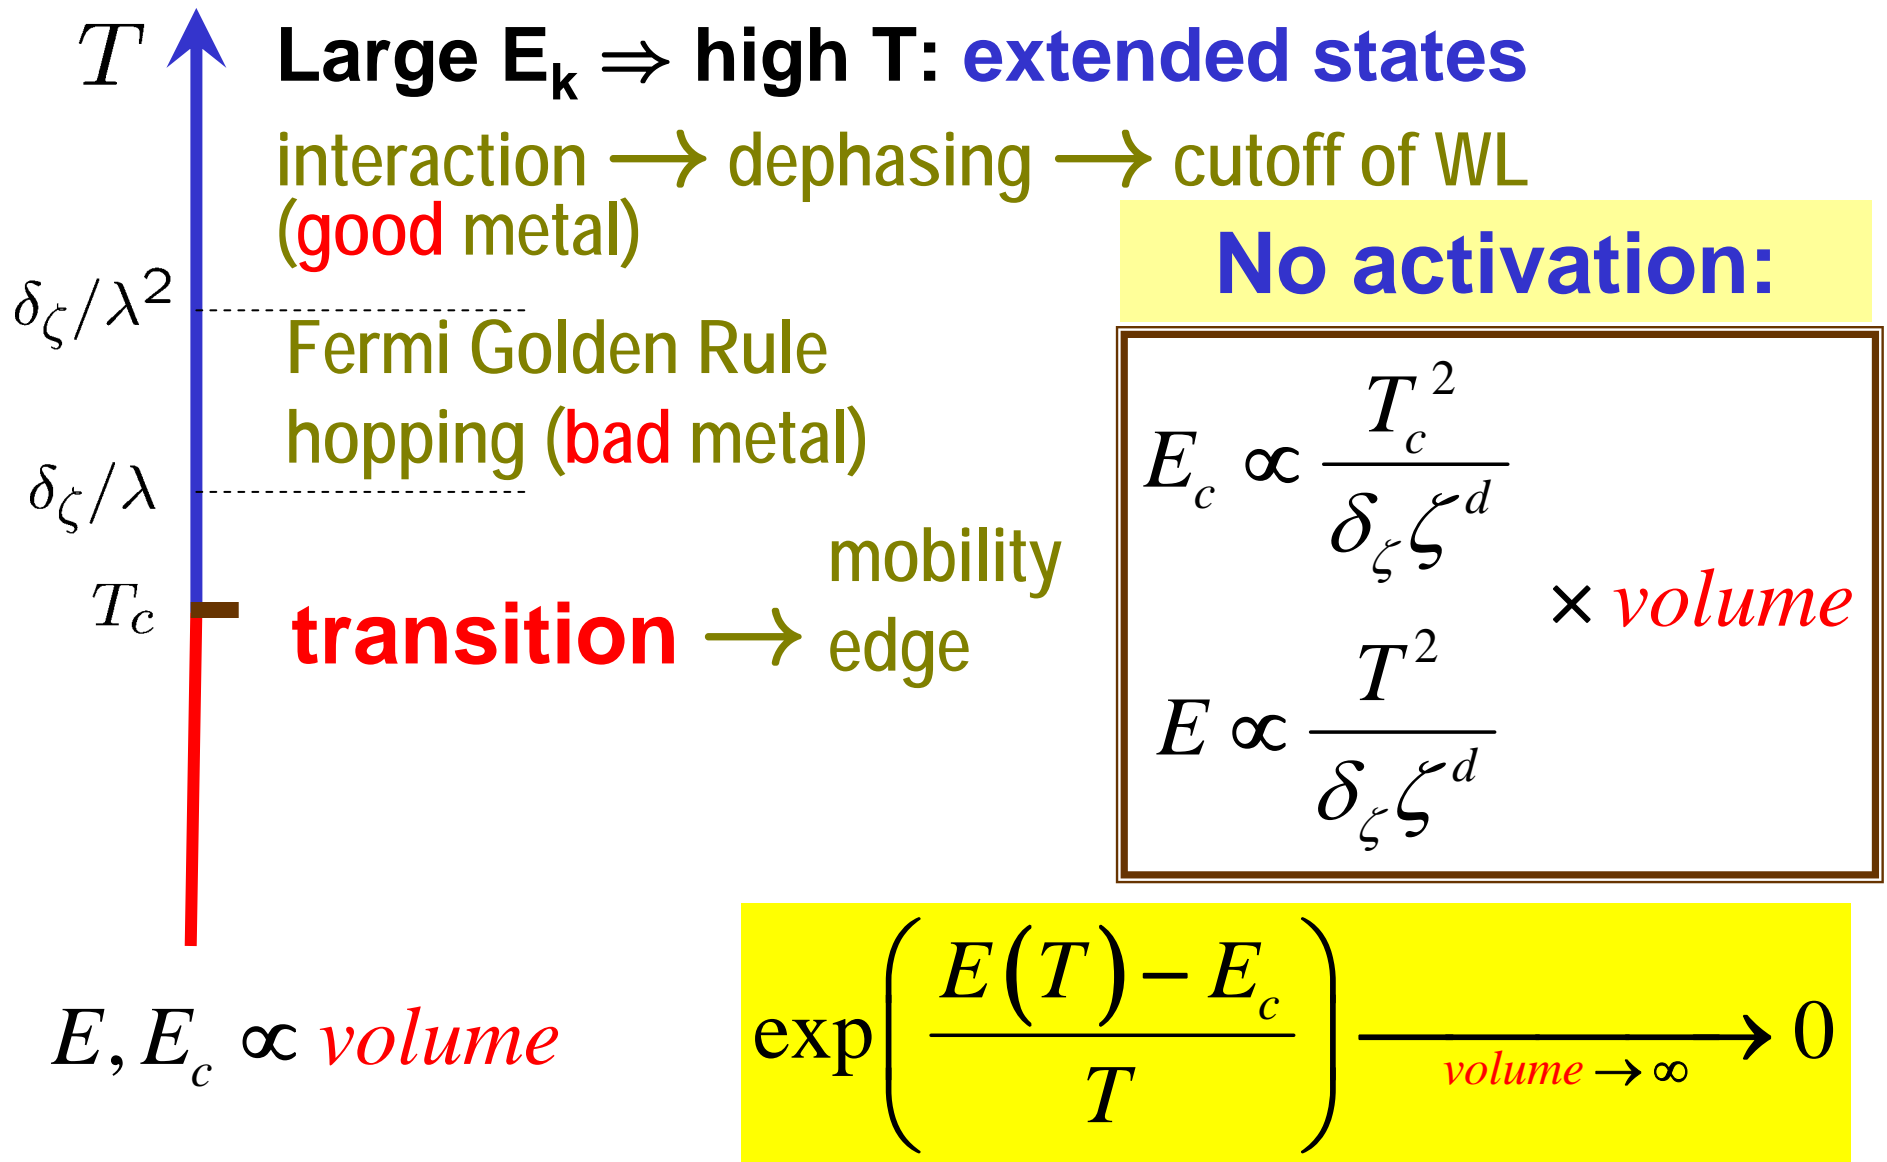 T
Large E_k ⇒ high T: extended states
interaction → dephasing → cutoff of WL
(good metal)
No activation:
δ_ζ/λ²
Fermi Golden Rule
hopping (bad metal)
δ_ζ/λ
E_c ∝ T_c² / δ_ζ ζ^d
mobility
T_c
transition → edge
× volume
E ∝ T² / δ_ζ ζ^d
E, E_c ∝ volume
exp( (E(T) − E_c) / T ) → 0
volume → ∞